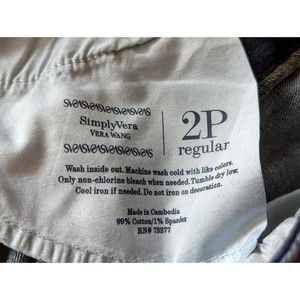 SimplyVera
VERA WANG
2P
regular
Wash inside out. Machine wash cold with like colors.
Only non-chlorine bleach when needed. Tumble dry low.
Cool iron if needed. Do not iron on decoration.
Made in Cambodia
99% Cotton/1% Spandex
RN# 73277